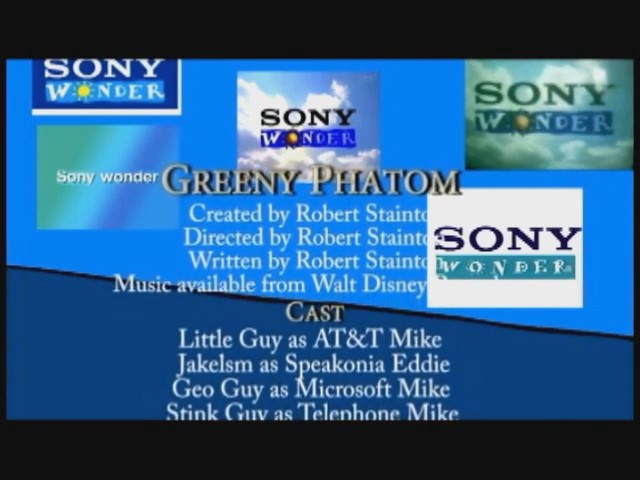 SONY
WONDER
SONY
WONDER
SONY
WONDER
Sony wonder
GREENY PHATOM
Created by Robert Stainto
Directed by Robert Stainto
Written by Robert Stainto
SONY
WONDER
Music available from Walt Disney
CAST
Little Guy as AT&T Mike
Jakelsm as Speakonia Eddie
Geo Guy as Microsoft Mike
Stink Guy as Telephone Mike